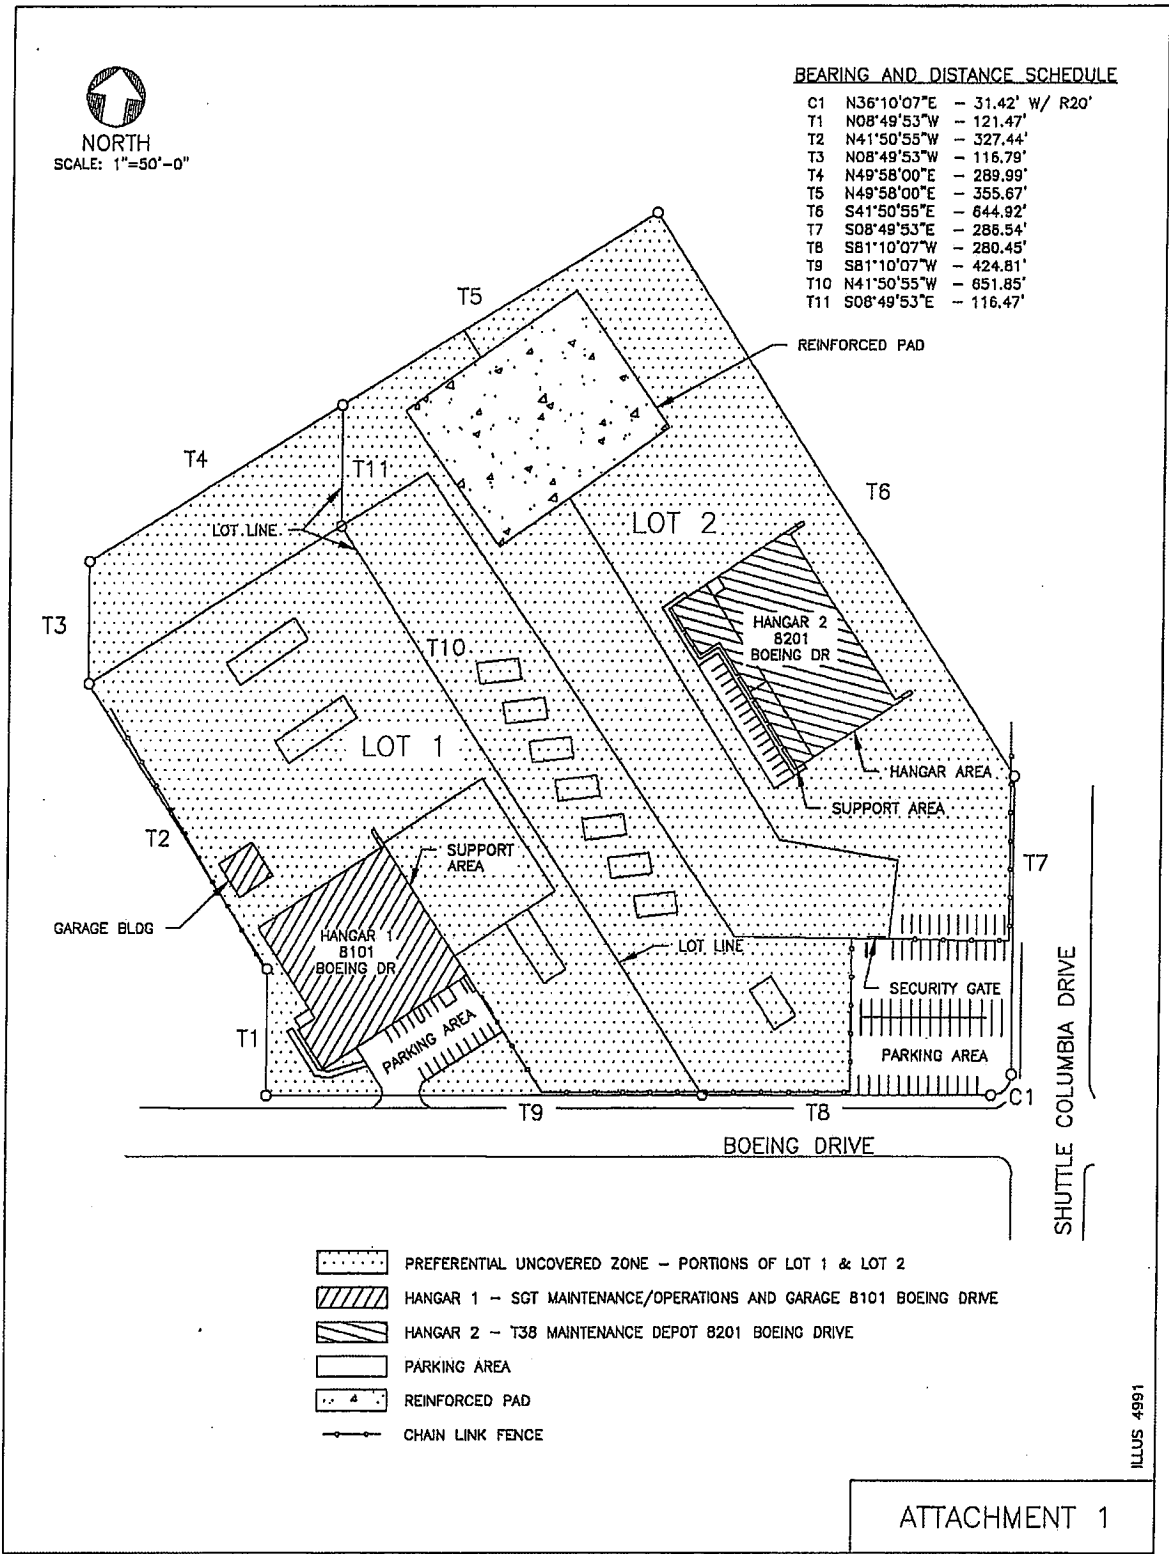 NORTH
SCALE: 1"=50'-0"
BEARING AND DISTANCE SCHEDULE
C1 N36°10'07"E - 31.42' W/ R20'
T1 N08°49'53"W - 121.47'
T2 N41°50'55"W - 327.44'
T3 N08°49'53"W - 116.79'
T4 N49°58'00"E - 289.99'
T5 N49°58'00"E - 355.67'
T6 S41°50'55"E - 644.92'
T7 S08°49'53"E - 286.54'
T8 S81°10'07"W - 280.45'
T9 S81°10'07"W - 424.81'
T10 N41°50'55"W - 651.85'
T11 S08°49'53"E - 116.47'
T5
REINFORCED PAD
T4
T11
T6
LOT LINE
LOT 2
T3
HANGAR 2
8201
BOEING DR
T10
LOT 1
HANGAR AREA
SUPPORT AREA
T2
SUPPORT
AREA
T7
GARAGE BLDG
HANGAR 1
8101
BOEING DR
LOT LINE
SECURITY GATE
T1
PARKING AREA
PARKING AREA
C1
T9
T8
BOEING DRIVE
SHUTTLE COLUMBIA DRIVE
PREFERENTIAL UNCOVERED ZONE - PORTIONS OF LOT 1 & LOT 2
HANGAR 1 - SGT MAINTENANCE/OPERATIONS AND GARAGE 8101 BOEING DRIVE
HANGAR 2 - T38 MAINTENANCE DEPOT 8201 BOEING DRIVE
PARKING AREA
REINFORCED PAD
CHAIN LINK FENCE
ILLUS 4991
ATTACHMENT 1